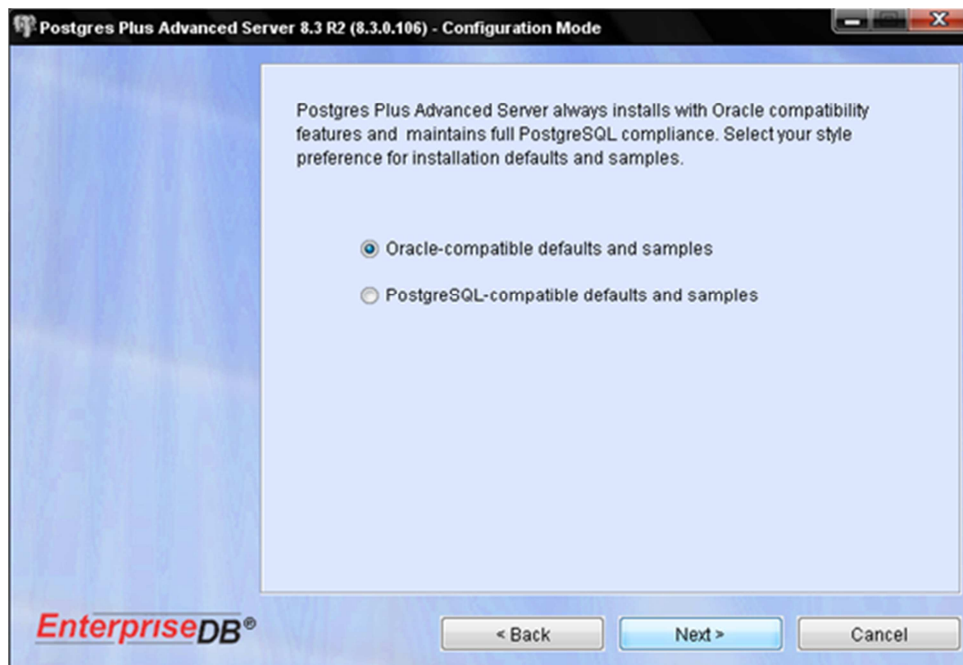 Postgres Plus Advanced Server 8.3 R2 (8.3.0.106) - Configuration Mode
Postgres Plus Advanced Server always installs with Oracle compatibility
features and maintains full PostgreSQL compliance. Select your style
preference for installation defaults and samples.
Oracle-compatible defaults and samples
PostgreSQL-compatible defaults and samples
EnterpriseDB®
< Back
Next >
Cancel